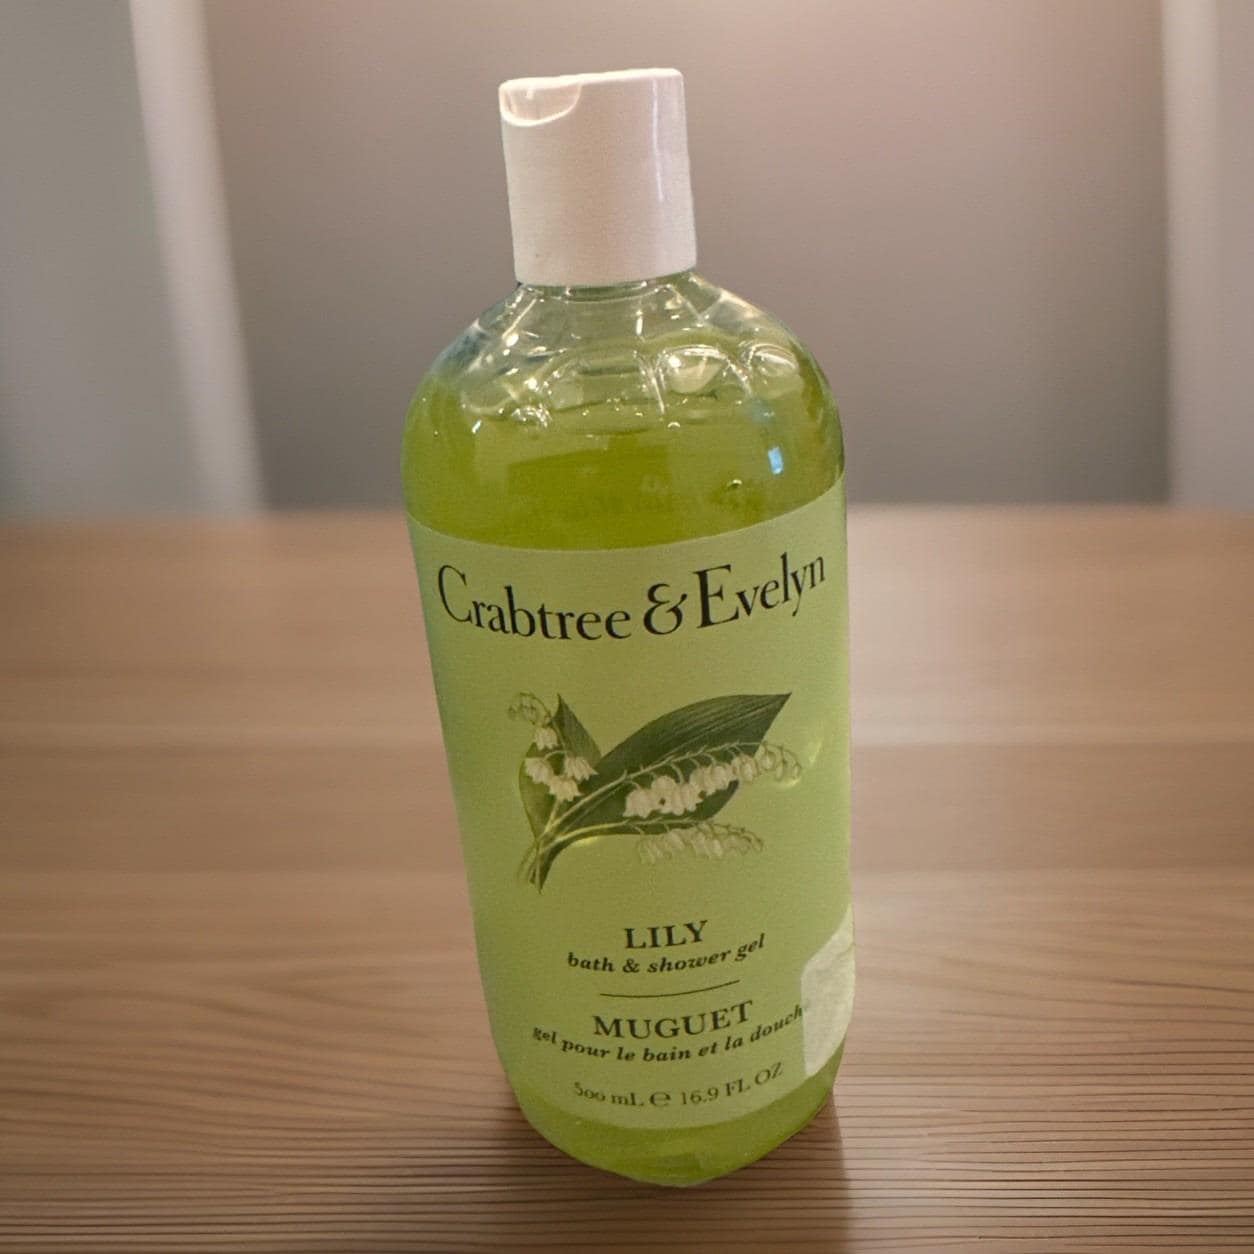 Crabtree & Evelyn
LILY
bath & shower gel
MUGUET
gel pour le bain et la douche
500 mL e 16.9 FL OZ